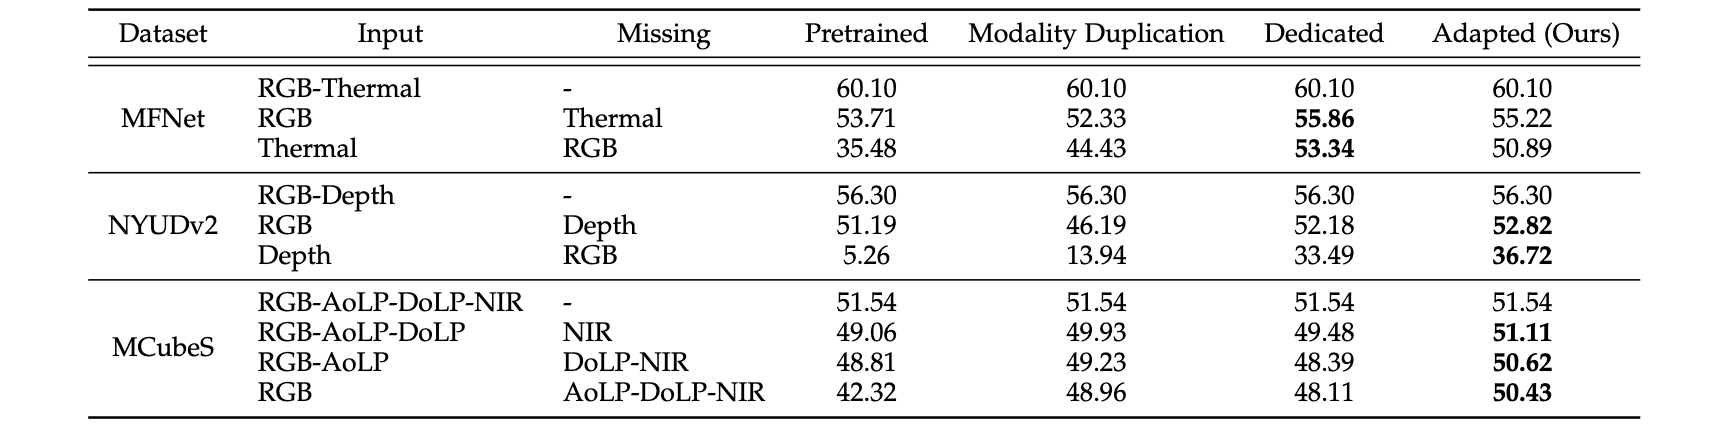 Dataset Input Missing Pretrained Modality Duplication Dedicated Adapted (Ours)
RGB-Thermal - 60.10 60.10 60.10 60.10
MFNet RGB Thermal 53.71 52.33 55.86 55.22
Thermal RGB 35.48 44.43 53.34 50.89
RGB-Depth - 56.30 56.30 56.30 56.30
NYUDv2 RGB Depth 51.19 46.19 52.18 52.82
Depth RGB 5.26 13.94 33.49 36.72
RGB-AoLP-DoLP-NIR - 51.54 51.54 51.54 51.54
RGB-AoLP-DoLP NIR 49.06 49.93 49.48 51.11
MCubeS
RGB-AoLP DoLP-NIR 48.81 49.23 48.39 50.62
RGB AoLP-DoLP-NIR 42.32 48.96 48.11 50.43